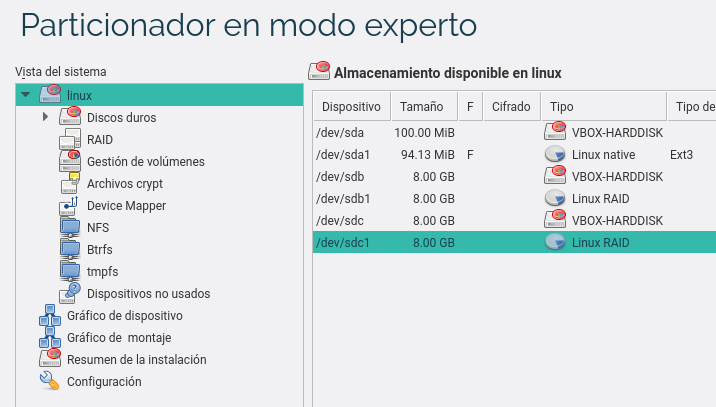 Particionador en modo experto
Vista del sistema
linux
Discos duros
RAID
Gestión de volúmenes
Archivos crypt
Device Mapper
NFS
Btrfs
tmpfs
Dispositivos no usados
Gráfico de dispositivo
Gráfico de  montaje
Resumen de la instalación
Configuración
Almacenamiento disponible en linux
Dispositivo Tamaño F Cifrado Tipo Tipo de
/dev/sda 100.00 MiB VBOX-HARDDISK
/dev/sda1 94.13 MiB F Linux native Ext3
/dev/sdb 8.00 GB VBOX-HARDDISK
/dev/sdb1 8.00 GB Linux RAID
/dev/sdc 8.00 GB VBOX-HARDDISK
/dev/sdc1 8.00 GB Linux RAID